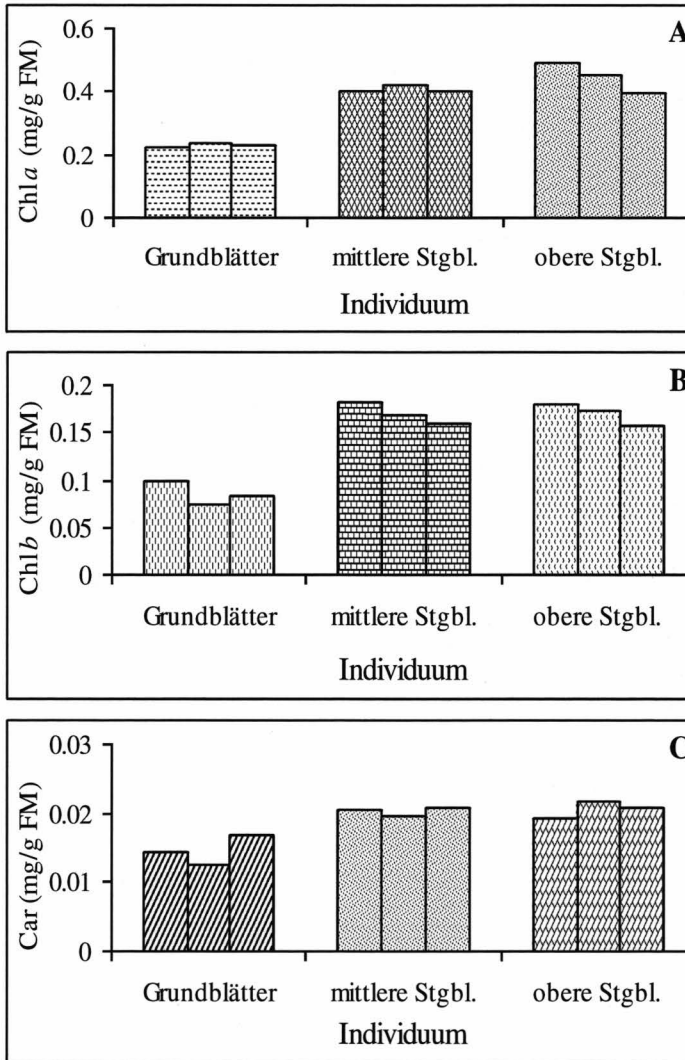 A
0.6
0.4
0.2
0
Chl a (mg/g FM)
Grundblätter mittlere Stgbl. obere Stgbl.
Individuum
B
0.2
0.15
0.1
0.05
0
Chl b (mg/g FM)
Grundblätter mittlere Stgbl. obere Stgbl.
Individuum
C
0.03
0.02
0.01
0
Car (mg/g FM)
Grundblätter mittlere Stgbl. obere Stgbl.
Individuum